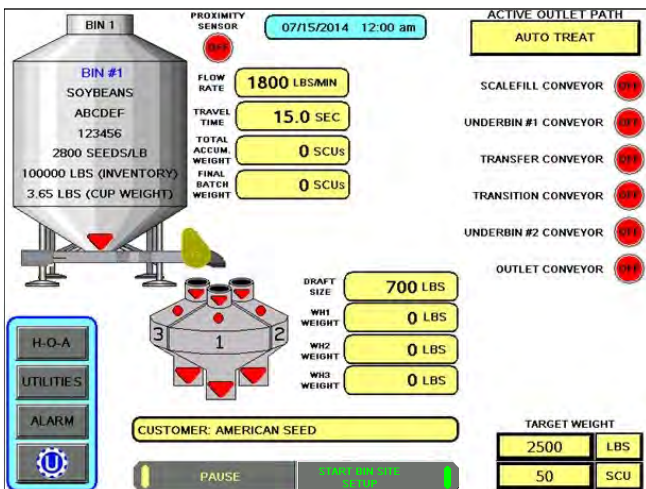 BIN 1
PROXIMITY
SENSOR
OFF
07/15/2014 12:00 am
ACTIVE OUTLET PATH
AUTO TREAT
BIN #1
SOYBEANS
ABCDEF
123456
2800 SEEDS/LB
100000 LBS (INVENTORY)
3.65 LBS (CUP WEIGHT)
FLOW
RATE
1800 LBS/MIN
TRAVEL
TIME
15.0 SEC
TOTAL
ACCUM.
WEIGHT
0 SCUs
FINAL
BATCH
WEIGHT
0 SCUs
SCALEFILL CONVEYOR OFF
UNDERBIN #1 CONVEYOR OFF
TRANSFER CONVEYOR OFF
TRANSITION CONVEYOR OFF
UNDERBIN #2 CONVEYOR OFF
OUTLET CONVEYOR OFF
3 1 2
DRAFT
SIZE
700 LBS
WH1
WEIGHT
0 LBS
WH2
WEIGHT
0 LBS
WH3
WEIGHT
0 LBS
H-O-A
UTILITIES
ALARM
U
CUSTOMER: AMERICAN SEED
PAUSE
START BIN SITE
SETUP
TARGET WEIGHT
2500 LBS
50 SCU